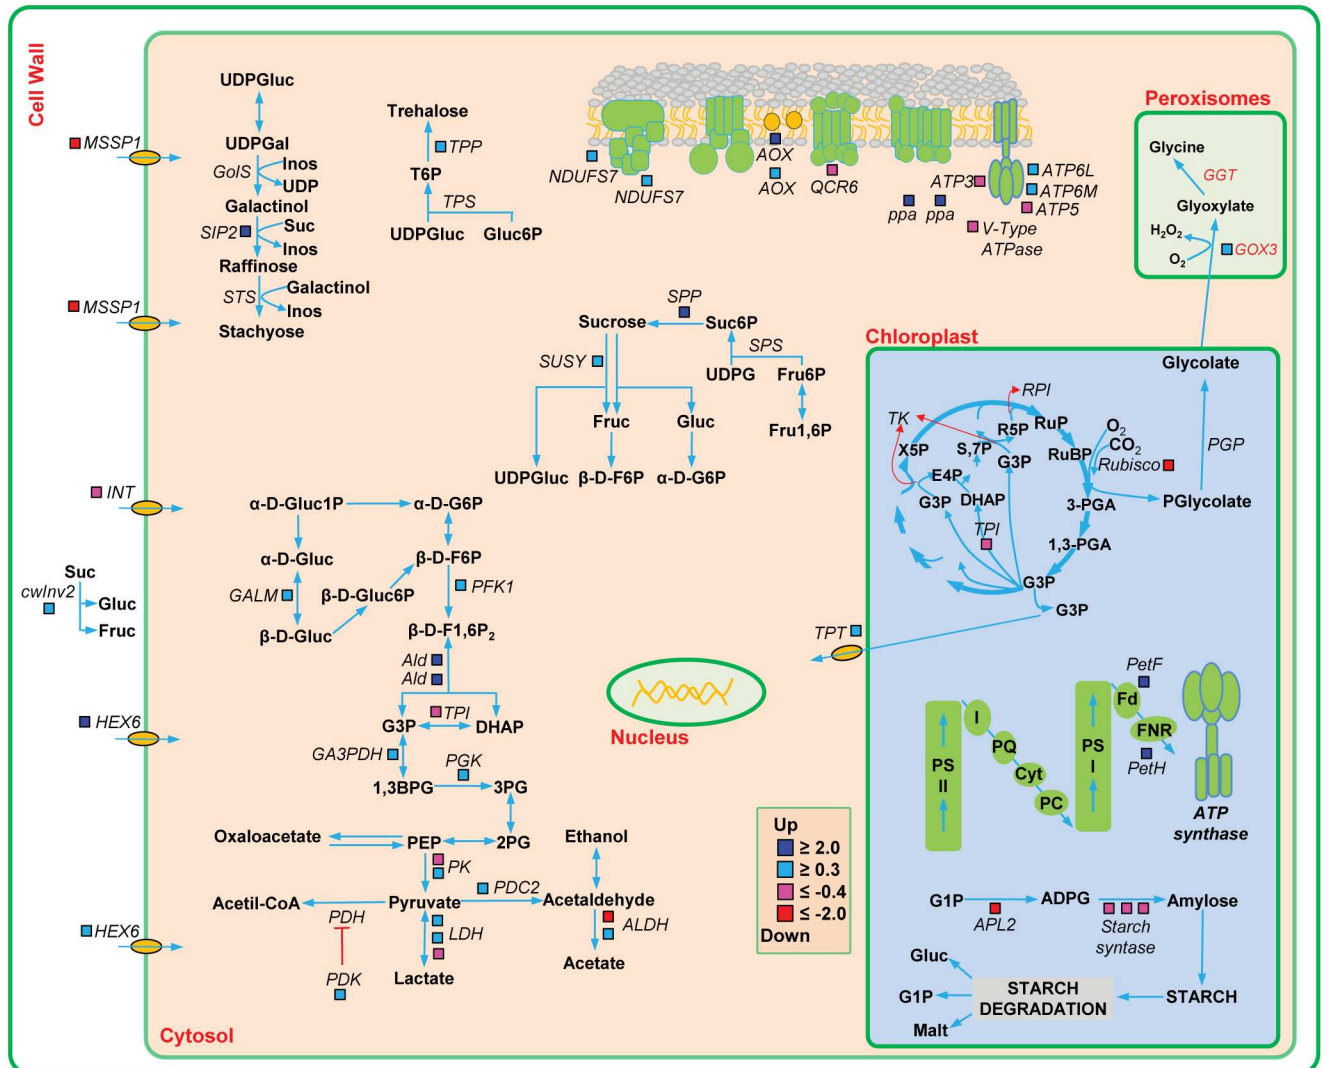 Cell Wall
MSSP1
MSSP1
INT
Suc
cwInv2
Gluc
Fruc
HEX6
HEX6
UDPGluc
UDPGal
GolS
Inos
UDP
Galactinol
SIP2
Suc
Inos
Raffinose
STS
Galactinol
Inos
Stachyose
Trehalose
TPP
T6P
TPS
UDPGluc
Gluc6P
NDUFS7
NDUFS7
AOX
AOX
QCR6
ppa
ppa
ATP3
ATP6L
ATP6M
ATP5
V-Type
ATPase
Peroxisomes
Glycine
GGT
Glyoxylate
H2O2
O2
GOX3
SPP
Sucrose
Suc6P
SUSY
SPS
UDPG
Fru6P
Fruc
Gluc
Fru1,6P
UDPGluc
β-D-F6P
α-D-G6P
α-D-Gluc1P
α-D-G6P
α-D-Gluc
β-D-F6P
GALM
β-D-Gluc6P
PFK1
β-D-Gluc
β-D-F1,6P2
Ald
Ald
TPI
G3P
DHAP
GA3PDH
PGK
1,3BPG
3PG
Oxaloacetate
PEP
2PG
Ethanol
PK
PDC2
Acetil-CoA
Pyruvate
Acetaldehyde
PDH
LDH
ALDH
PDK
Lactate
Acetate
Cytosol
Nucleus
Up
≥ 2.0
≥ 0.3
≤ -0.4
≤ -2.0
Down
Chloroplast
Glycolate
RPI
TK
R5P
RuP
O2
CO2
X5P
S,7P
RuBP
Rubisco
PGP
G3P
E4P
G3P
DHAP
3-PGA
PGlycolate
TPI
1,3-PGA
G3P
G3P
TPT
PetF
Fd
I
FNR
PQ
PS
II
PS
I
PetH
Cyt
PC
ATP
synthase
G1P
ADPG
Amylose
APL2
Starch
syntase
Gluc
G1P
STARCH
DEGRADATION
STARCH
Malt